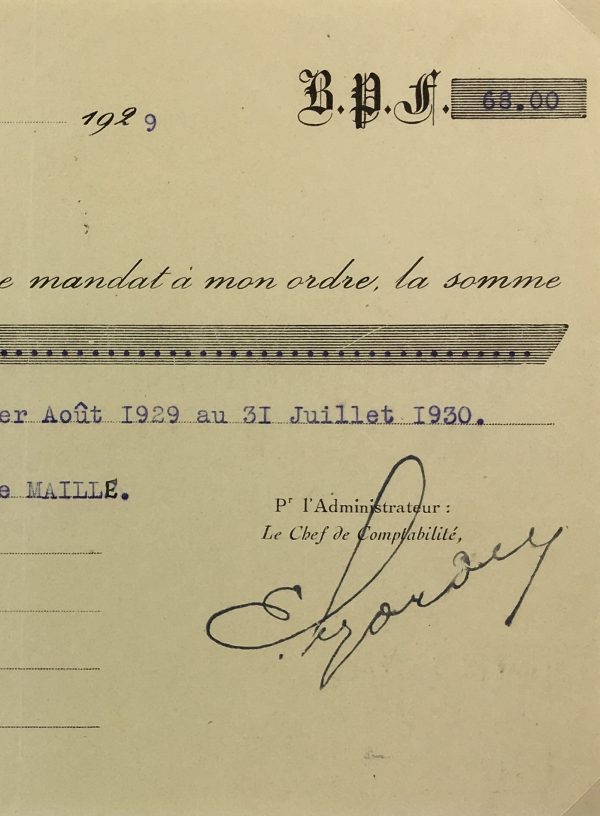 1929 B.P.F. 68.00
e mandat à mon ordre, la somme
er Août 1929 au 31 Juillet 1930.
e MAILLE.
Pr l'Administrateur :
Le Chef de Comptabilité,